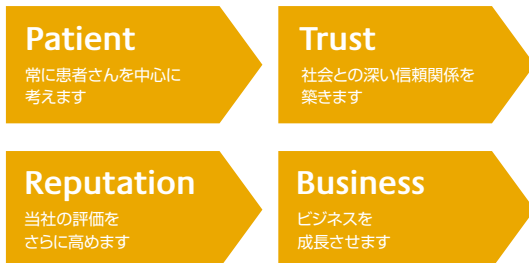 Patient
常に患者さんを中心に
考えます
Trust
社会との深い信頼関係を
築きます
Reputation
当社の評価を
さらに高めます
Business
ビジネスを
成長させます